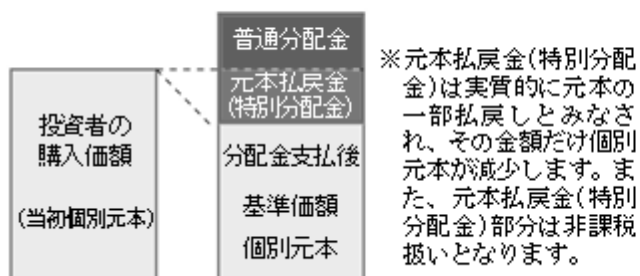 普通分配金
元本払戻金
(特別分配金)
投資者の
購入価額
(当初個別元本)
分配金支払後
基準価額
個別元本
※元本払戻金(特別分配
金)は実質的に元本の
一部払戻しとみなさ
れ、その金額だけ個別
元本が減少します。ま
た、元本払戻金(特別
分配金)部分は非課税
扱いとなります。